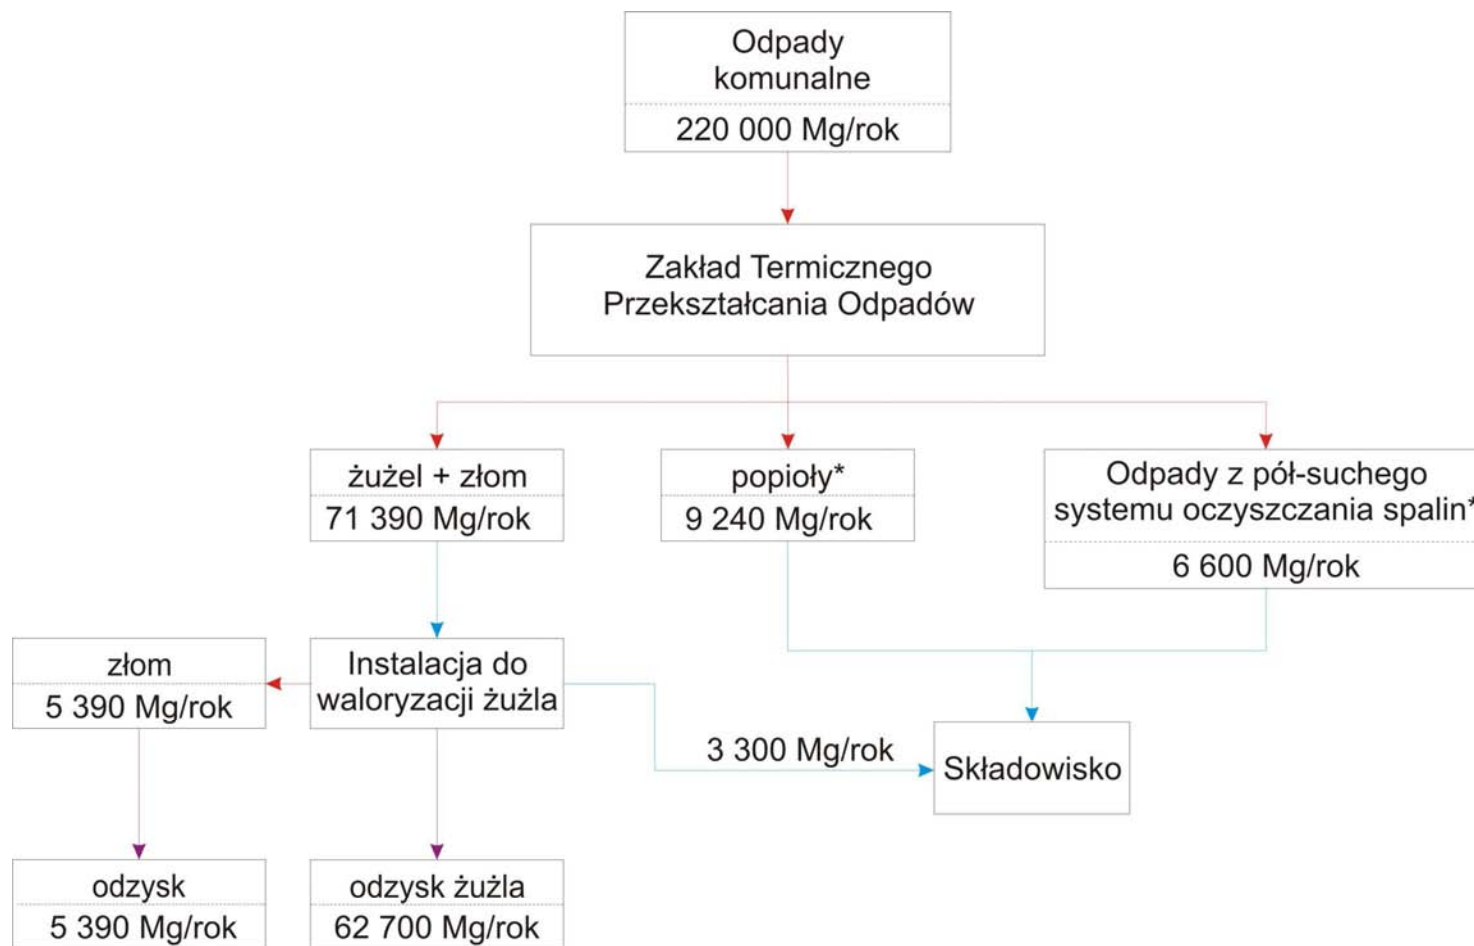 Odpady
komunalne
220 000 Mg/rok
Zakład Termicznego
Przekształcania Odpadów
żużel + złom
71 390 Mg/rok
popioły*
9 240 Mg/rok
Odpady z pół-suchego
systemu oczyszczania spalin*
6 600 Mg/rok
złom
5 390 Mg/rok
Instalacja do
waloryzacji żużla
3 300 Mg/rok
Składowisko
odzysk
5 390 Mg/rok
odzysk żużla
62 700 Mg/rok